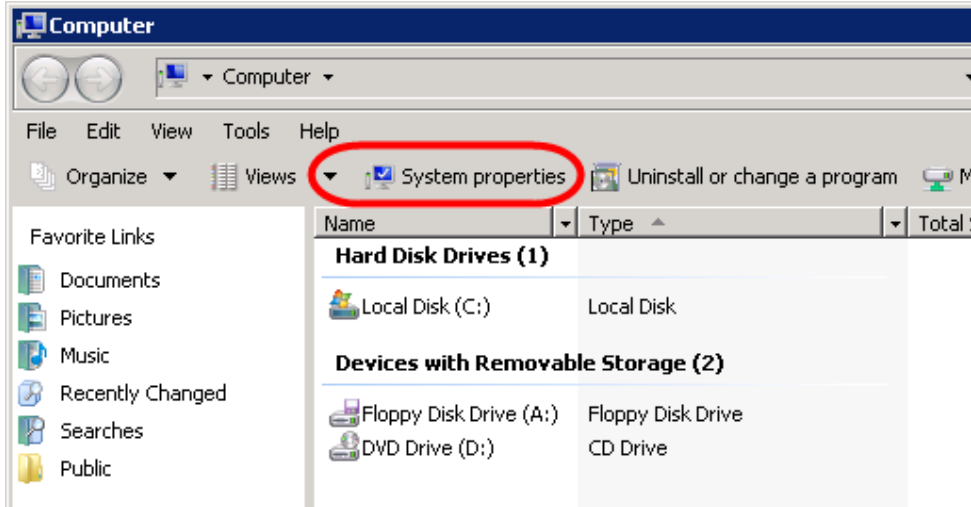 Computer
Computer
File Edit View Tools Help
Organize Views System properties Uninstall or change a program M
Name Type Total
Favorite Links
Hard Disk Drives (1)
Documents
Local Disk (C:) Local Disk
Pictures
Music
Devices with Removable Storage (2)
Recently Changed
Floppy Disk Drive (A:) Floppy Disk Drive
Searches
DVD Drive (D:) CD Drive
Public